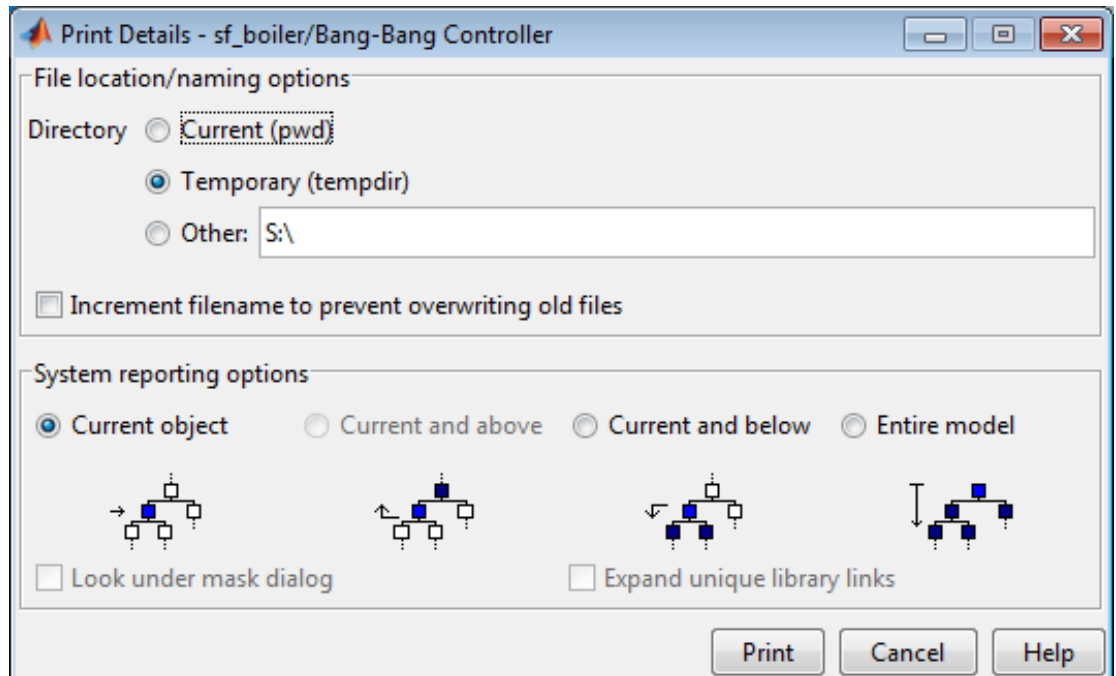 Print Details - sf_boiler/Bang-Bang Controller
File location/naming options
Directory Current (pwd)
Temporary (tempdir)
Other: S:\
Increment filename to prevent overwriting old files
System reporting options
Current object Current and above Current and below Entire model
Look under mask dialog Expand unique library links
Print Cancel Help